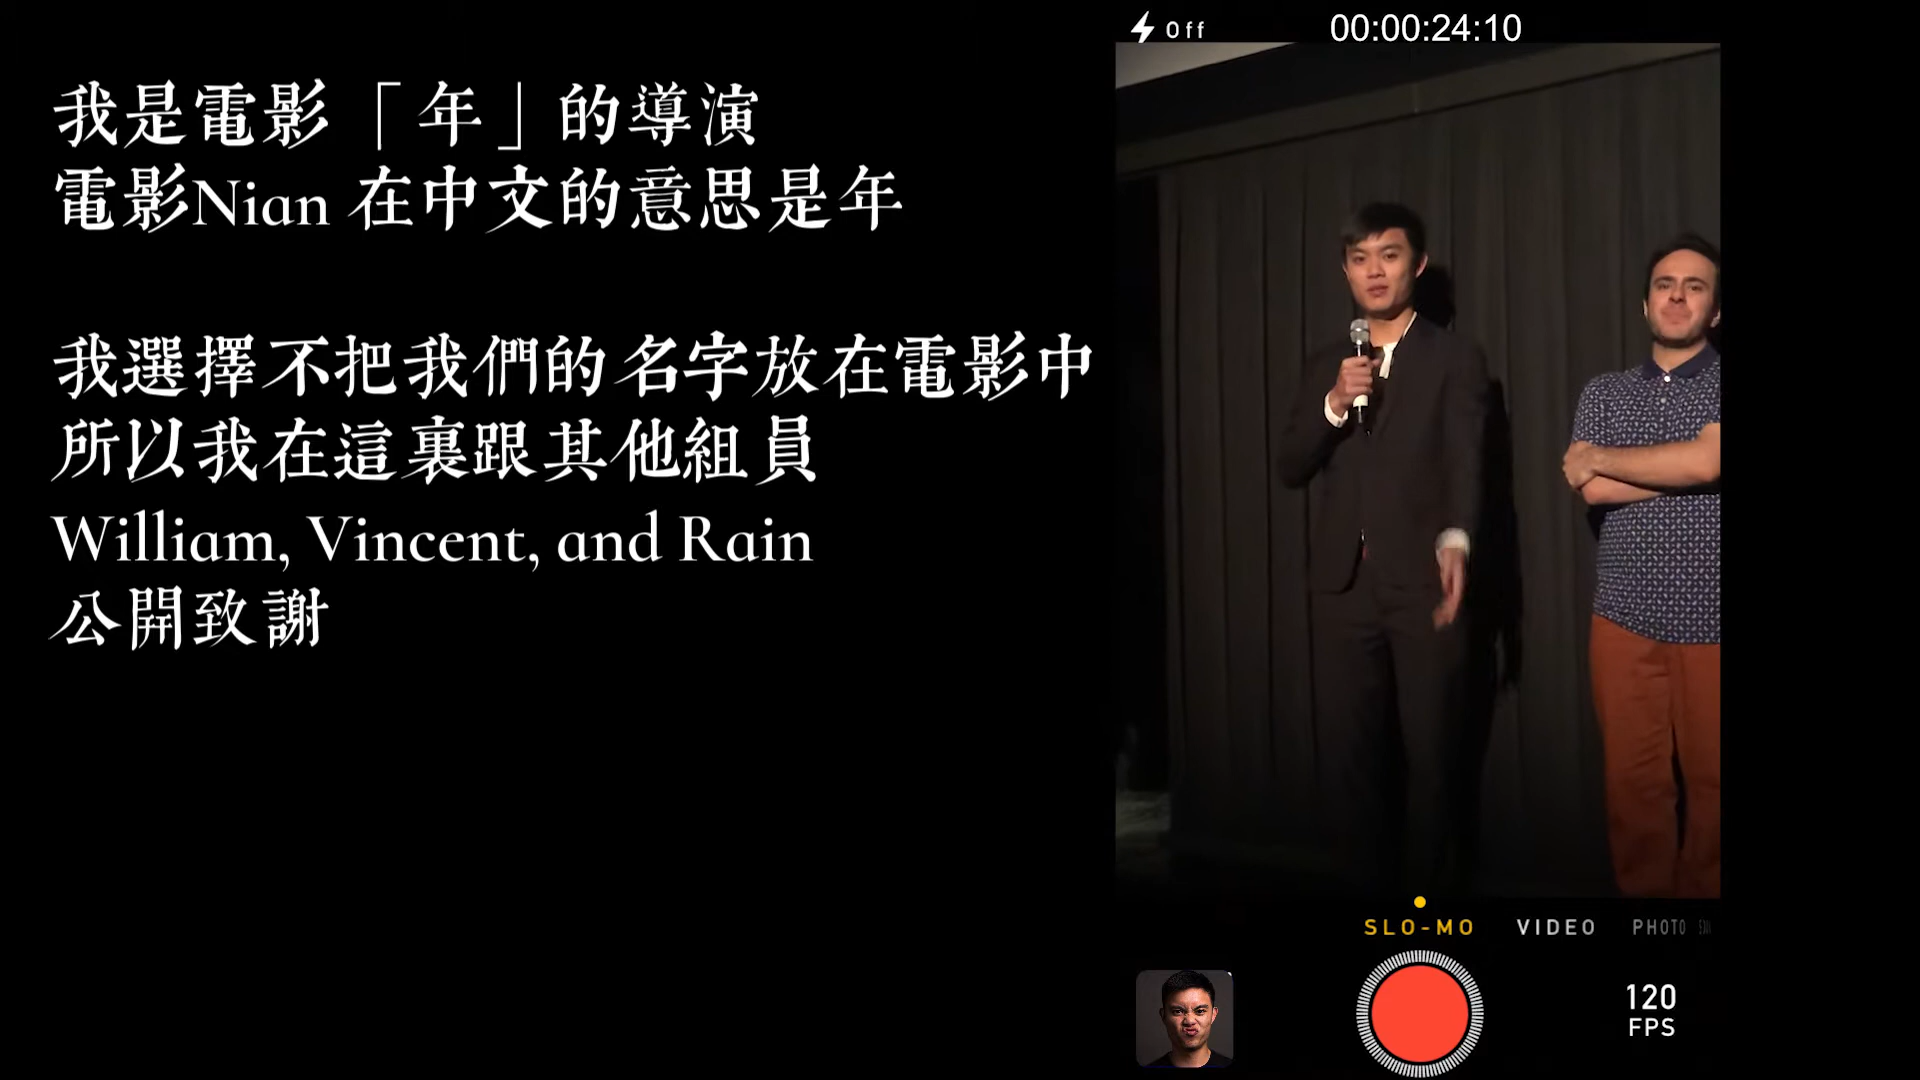 我是電影「年」的導演
電影Nian 在中文的意思是年
我選擇不把我們的名字放在電影中
所以我在這裏跟其他組員
William, Vincent, and Rain
公開致謝
Off
00:00:24:10
SLO-MO VIDEO PHOTO
120
FPS